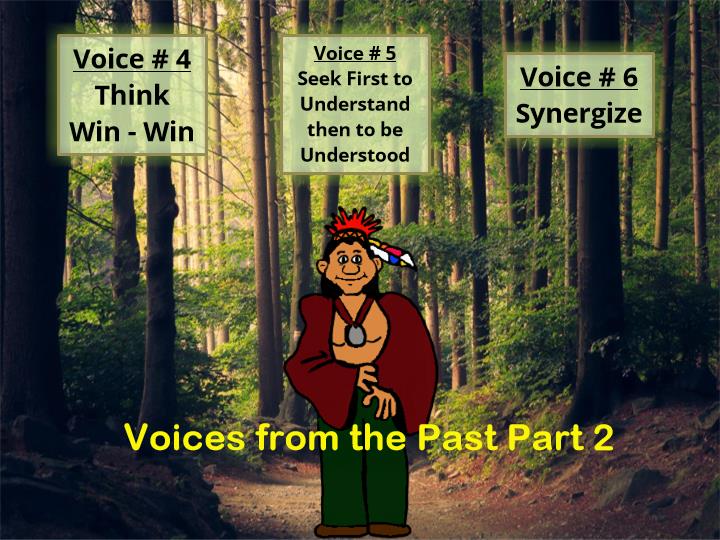 Voice # 4
Think
Win - Win
Voice # 5
Seek First to
Understand
then to be
Understood
Voice # 6
Synergize
Voices from the Past Part 2